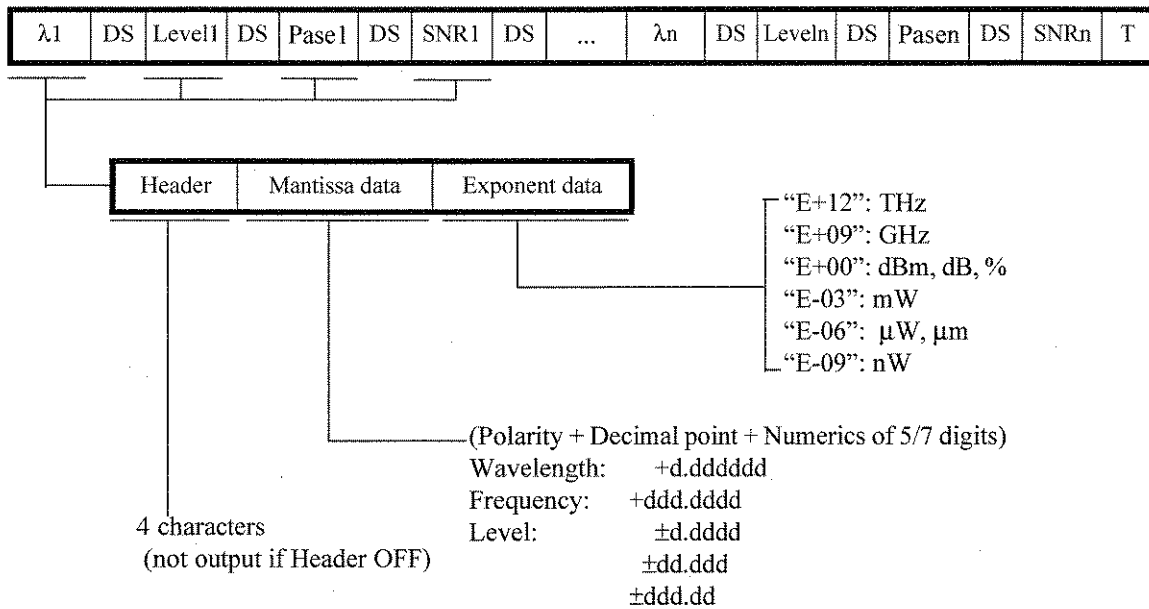 λ1 DS Level1 DS Pase1 DS SNR1 DS ... λn DS Leveln DS Pasen DS SNRn T
Header Mantissa data Exponent data
“E+12”: THz
“E+09”: GHz
“E+00”: dBm, dB, %
“E-03”: mW
“E-06”: μW, μm
“E-09”: nW
(Polarity + Decimal point + Numerics of 5/7 digits)
Wavelength: +d.dddddd
Frequency: +ddd.dddd
Level: ±d.dddd
±dd.ddd
±ddd.dd
4 characters
(not output if Header OFF)